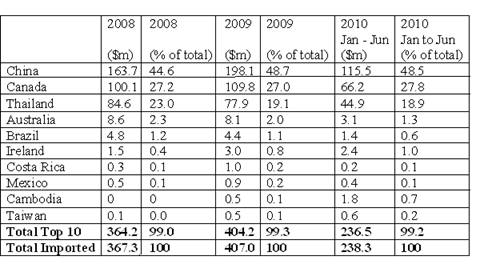 2008 2008 2009 2009 2010 2010
Jan - Jun Jan to Jun
($m) (% of total) ($m) (% of total) ($m) (% of total)
China 163.7 44.6 198.1 48.7 115.5 48.5
Canada 100.1 27.2 109.8 27.0 66.2 27.8
Thailand 84.6 23.0 77.9 19.1 44.9 18.9
Australia 8.6 2.3 8.1 2.0 3.1 1.3
Brazil 4.8 1.2 4.4 1.1 1.4 0.6
Ireland 1.5 0.4 3.0 0.8 2.4 1.0
Costa Rica 0.3 0.1 1.0 0.2 0.2 0.1
Mexico 0.5 0.1 0.9 0.2 0.4 0.1
Cambodia 0 0 0.5 0.1 1.8 0.7
Taiwan 0.1 0.0 0.5 0.1 0.6 0.2
Total Top 10 364.2 99.0 404.2 99.3 236.5 99.2
Total Imported 367.3 100 407.0 100 238.3 100